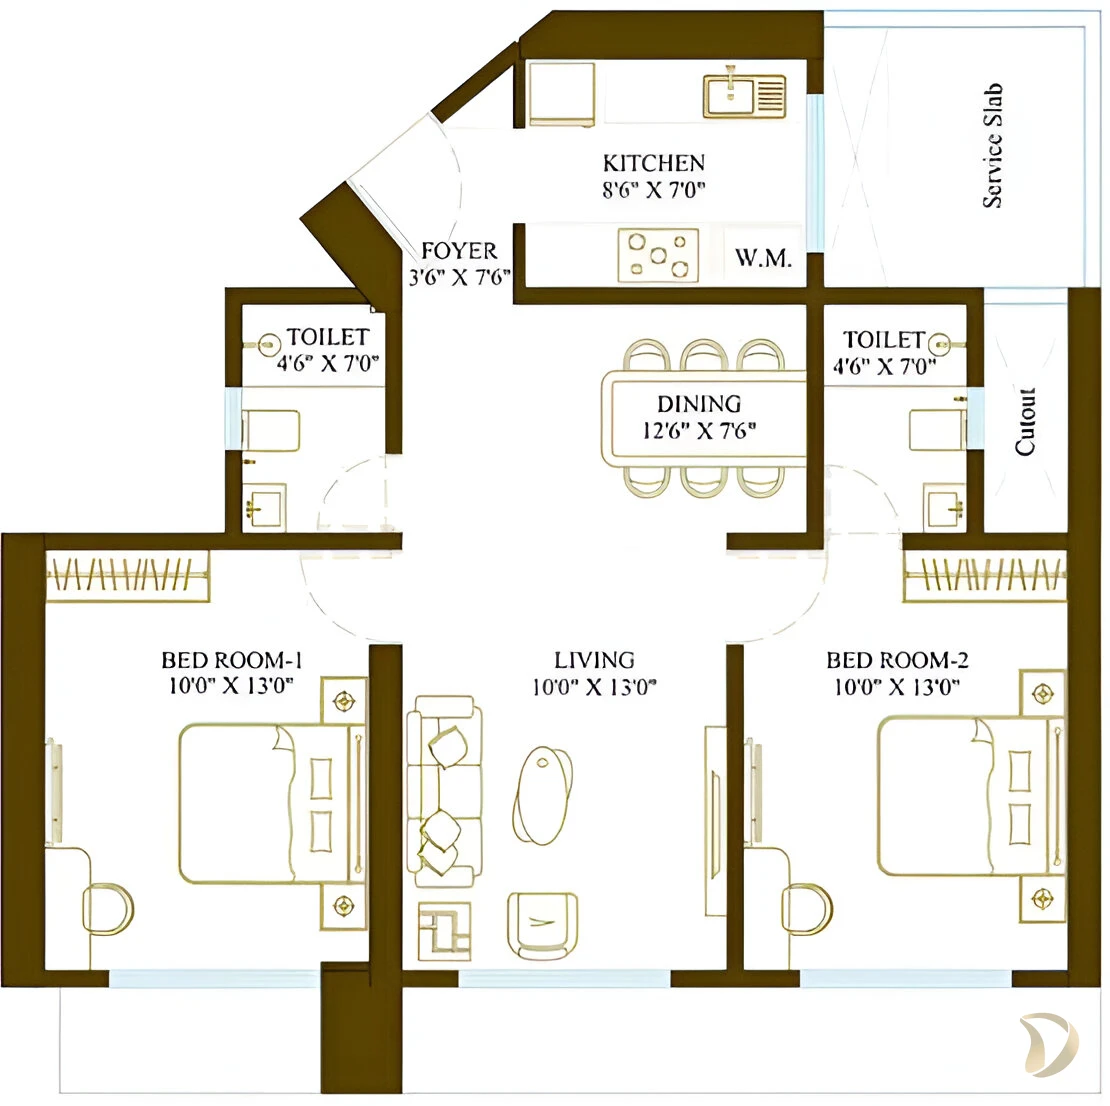 Service Slab
KITCHEN
8'6" X 7'0"
FOYER
3'6" X 7'6"
W.M.
TOILET
4'6" X 7'0"
TOILET
4'6" X 7'0"
DINING
12'6" X 7'6"
Cutout
BED ROOM-1
10'0" X 13'0"
LIVING
10'0" X 13'0"
BED ROOM-2
10'0" X 13'0"